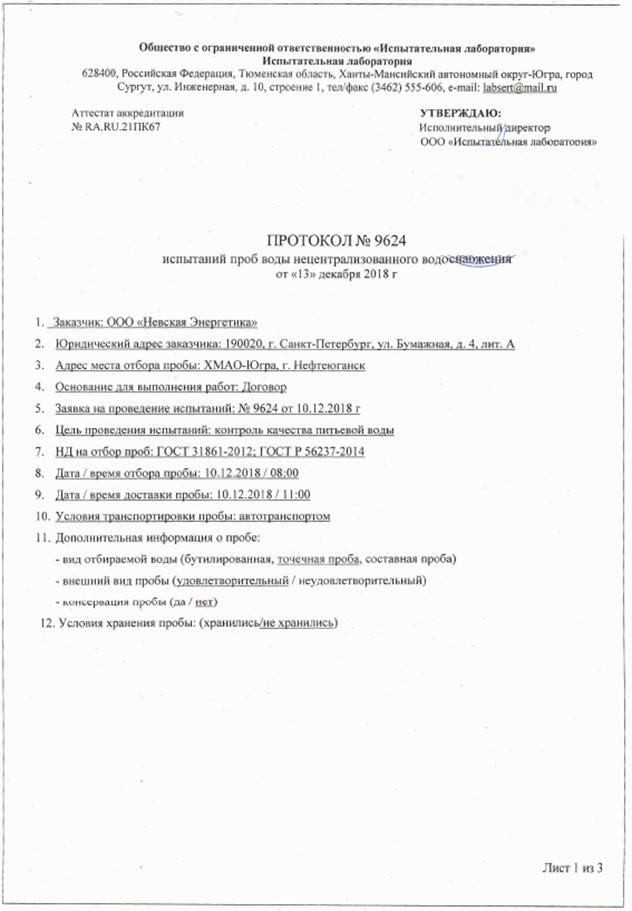 Общество с ограниченной ответственностью «Испытательная лаборатория»
Испытательная лаборатория
628400, Российская Федерация, Тюменская область, Ханты-Мансийский автономный округ-Югра, город
Сургут, ул. Инженерная, д. 10, строение 1, тел/факс (3462) 555-606, e-mail: labsert@mail.ru
Аттестат аккредитации
№ RA.RU.21ПК67
УТВЕРЖДАЮ:
Исполнительный директор
ООО «Испытательная лаборатория»
ПРОТОКОЛ № 9624
испытаний проб воды нецентрализованного водоснабжения
от «13» декабря 2018 г
1. Заказчик: ООО «Невская Энергетика»
2. Юридический адрес заказчика: 190020, г. Санкт-Петербург, ул. Бумажная, д. 4, лит. А
3. Адрес места отбора пробы: ХМАО-Югра, г. Нефтеюганск
4. Основание для выполнения работ: Договор
5. Заявка на проведение испытаний: № 9624 от 10.12.2018 г
6. Цель проведения испытаний: контроль качества питьевой воды
7. НД на отбор проб: ГОСТ 31861-2012; ГОСТ Р 56237-2014
8. Дата / время отбора пробы: 10.12.2018 / 08:00
9. Дата / время доставки пробы: 10.12.2018 / 11:00
10. Условия транспортировки пробы: автотранспортом
11. Дополнительная информация о пробе:
- вид отбираемой воды (бутилированная, точечная проба, составная проба)
- внешний вид пробы (удовлетворительный / неудовлетворительный)
- консервация пробы (да / нет)
12. Условия хранения пробы: (хранились/не хранились)
Лист 1 из 3